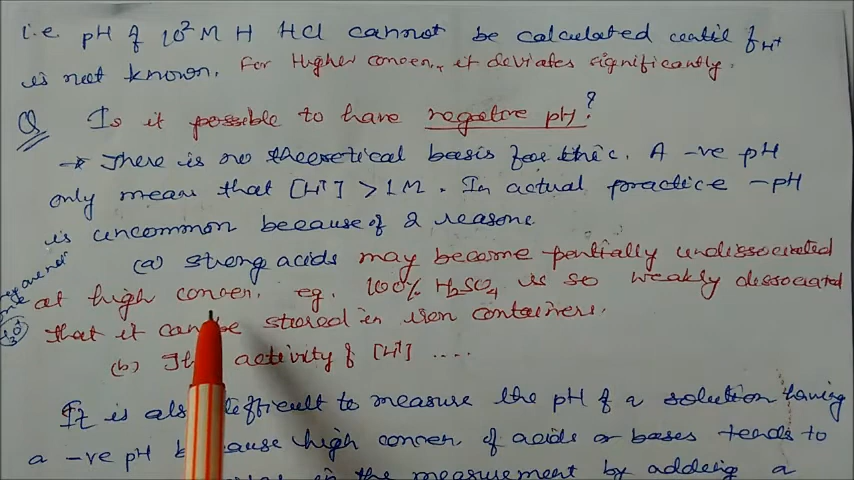 i.e. pH of 10² M H HCl cannot be calculated until f_H⁺
is not known. For Higher concen., it deviates significantly.
Q Is it possible to have negative pH?
→ There is no theoretical basis for this. A -ve pH
only means that [H⁺] > 1M. In actual practice -pH
is uncommon because of 2 reasons
(a) strong acids may become partially undissociated
at high concen. eg. 100% H₂SO₄ is so weakly dissociated
that it can be stored in iron containers.
(b) The activity of [H⁺] ....
It is also difficult to measure the pH of a solution having
a -ve pH because high concen. of acids or bases tends to
in the measurement by adding a